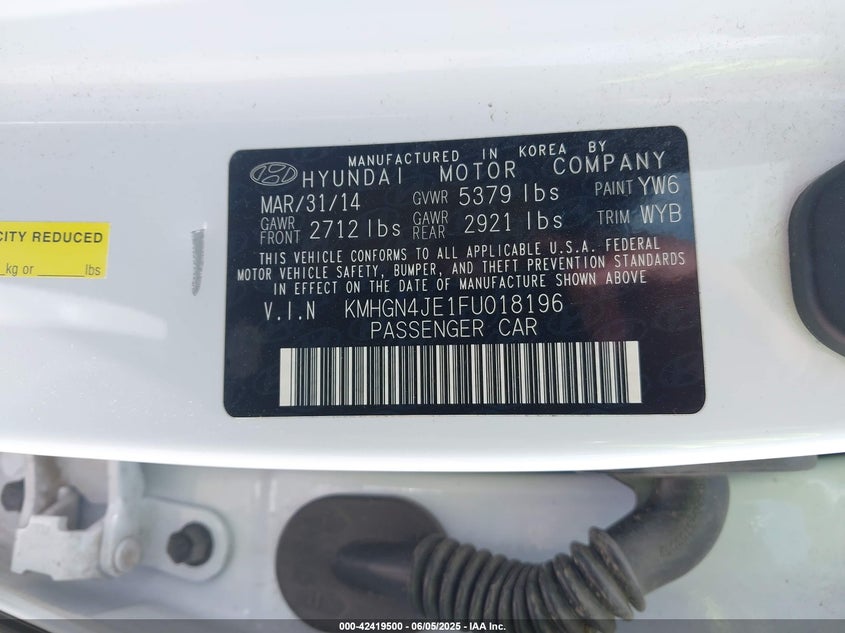 MANUFACTURED IN KOREA BY
HYUNDAI MOTOR COMPANY
MAR/31/14 GVWR 5379 lbs PAINT YW6
GAWR FRONT 2712 lbs GAWR REAR 2921 lbs TRIM WYB
THIS VEHICLE CONFORMS TO ALL APPLICABLE U.S.A. FEDERAL
MOTOR VEHICLE SAFETY, BUMPER, AND THEFT PREVENTION STANDARDS
IN EFFECT ON THE DATE OF MANUFACTURE SHOWN ABOVE.
V.I.N KMHGN4JE1FU018196
PASSENGER CAR
CITY REDUCED
kg or lbs
000-42419500 - 06/05/2025 - IAA Inc.